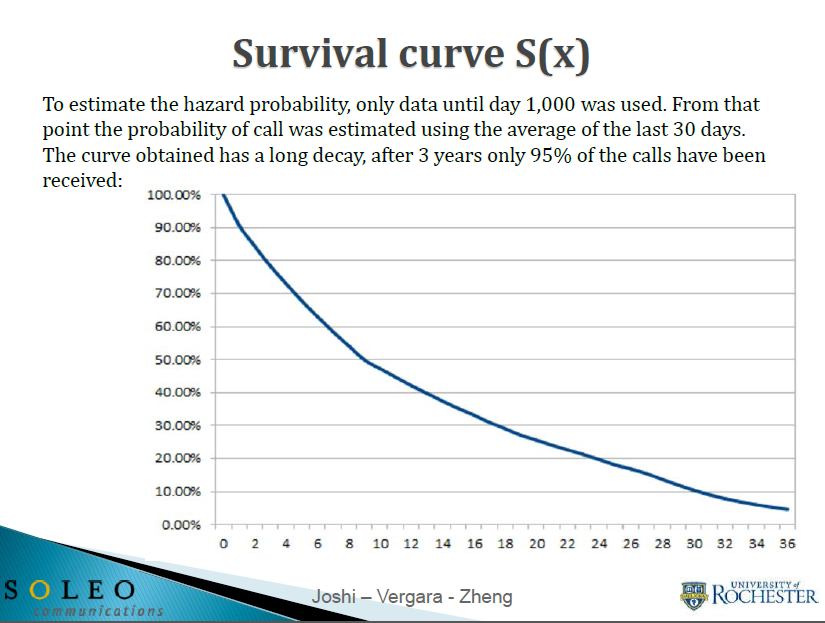 Survival curve S(x)
To estimate the hazard probability, only data until day 1,000 was used. From that
point the probability of call was estimated using the average of the last 30 days.
The curve obtained has a long decay, after 3 years only 95% of the calls have been
received:
100.00%
90.00%
80.00%
70.00%
60.00%
50.00%
40.00%
30.00%
20.00%
10.00%
0.00%
0 2 4 6 8 10 12 14 16 18 20 22 24 26 28 30 32 34 36
SOLEO
communications
Joshi – Vergara - Zheng
UNIVERSITY of
ROCHESTER